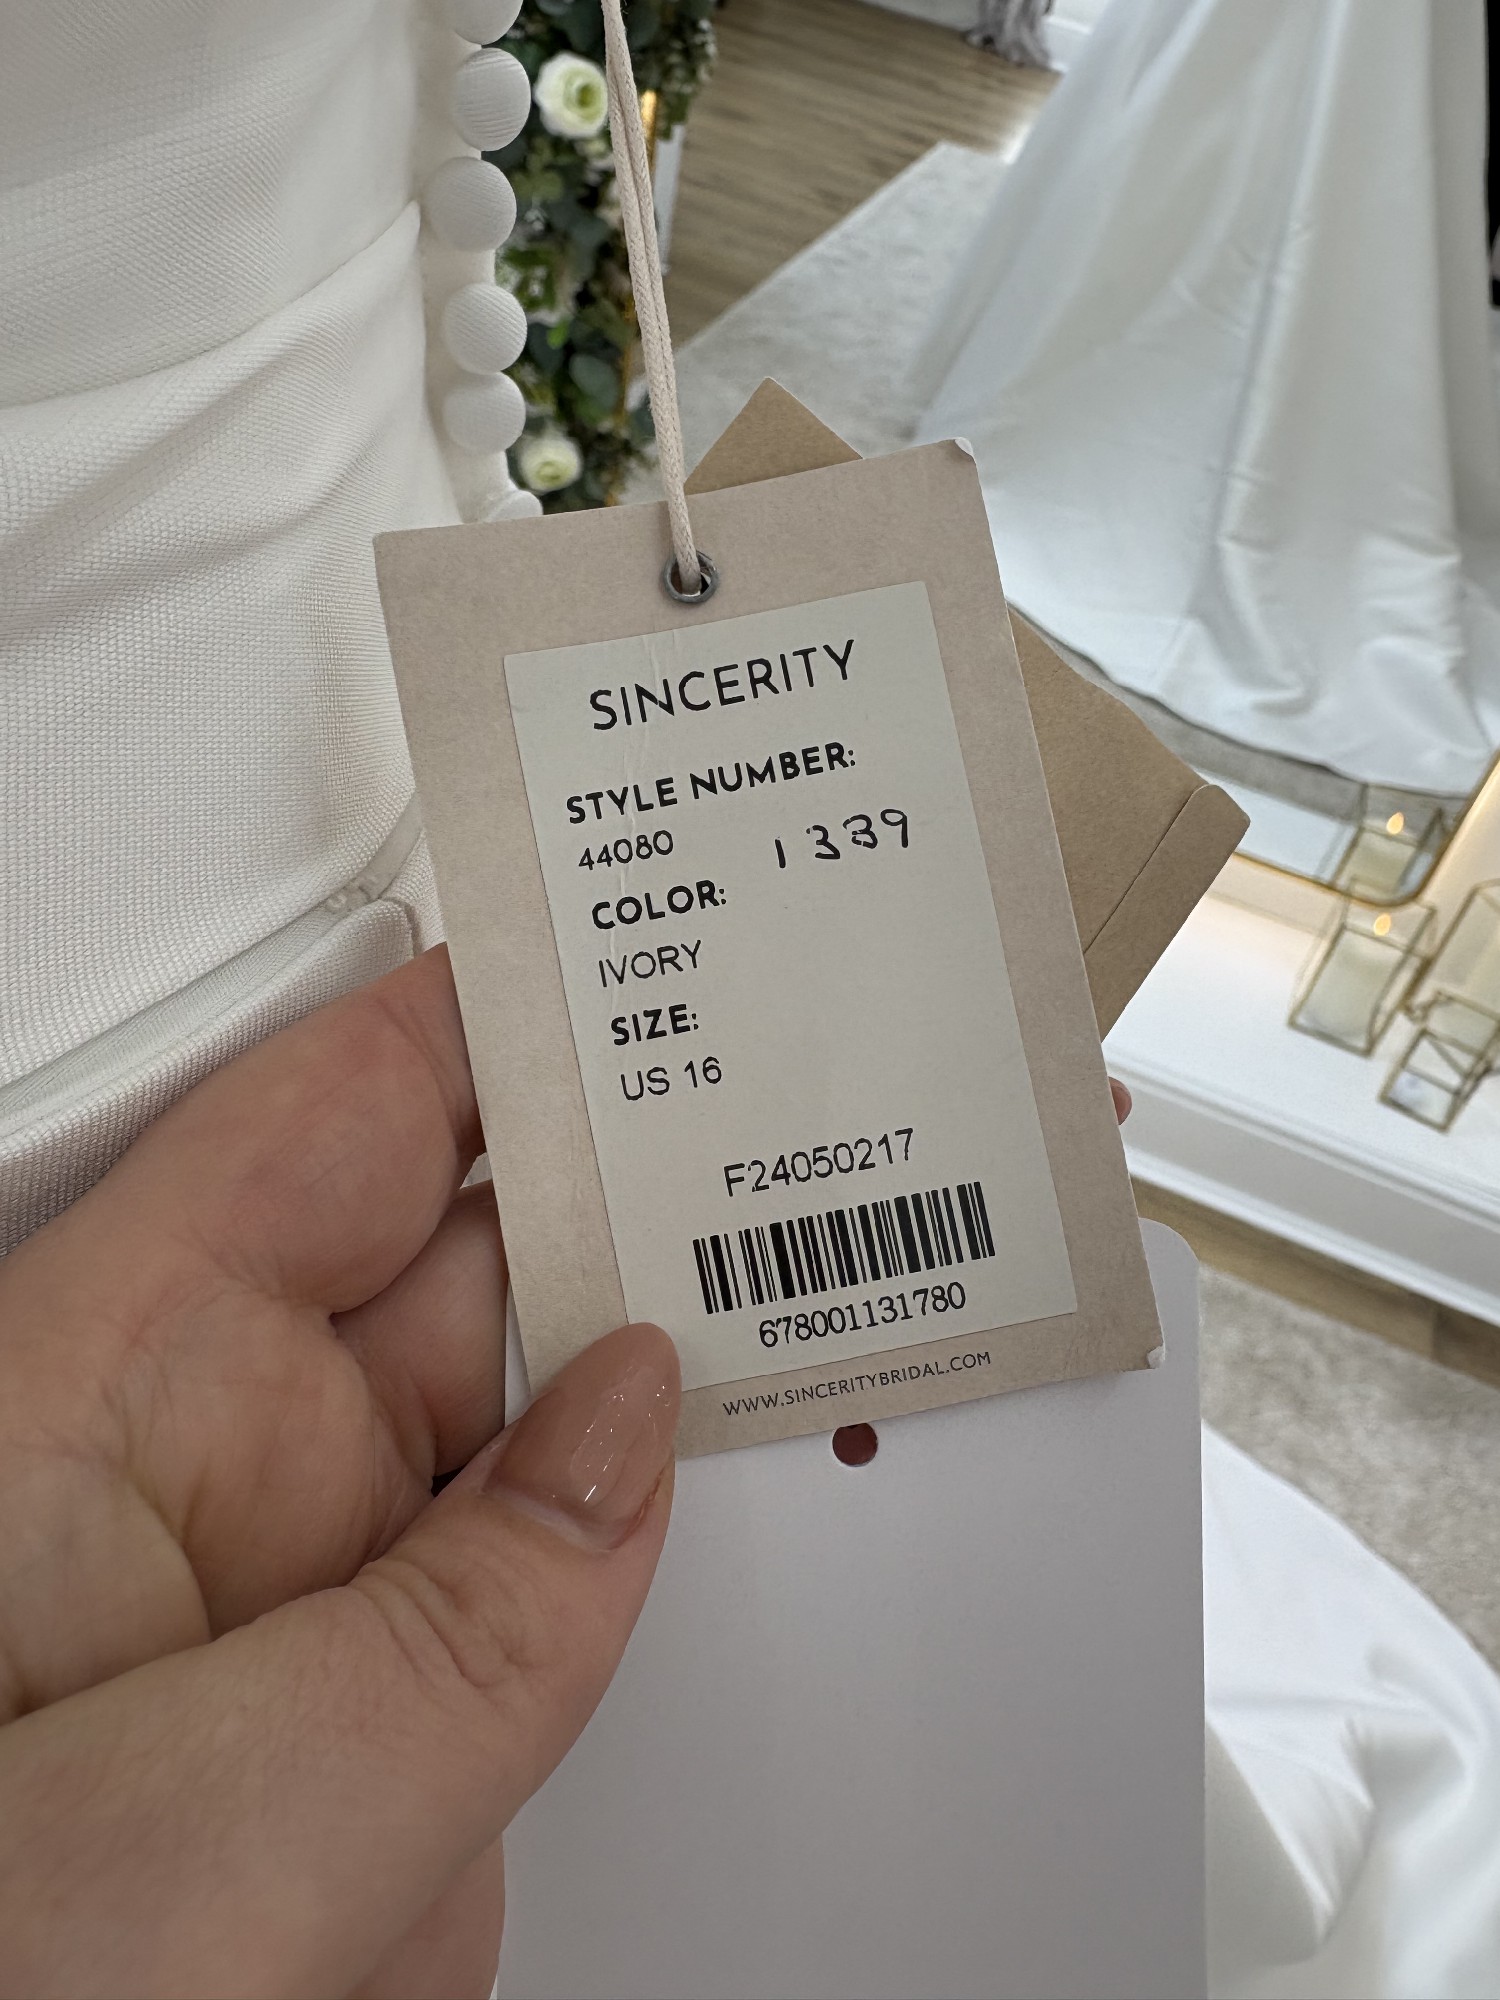 SINCERITY
STYLE NUMBER:
44080 1339
COLOR:
IVORY
SIZE:
US 16
F24050217
678001131780
WWW.SINCERITYBRIDAL.COM